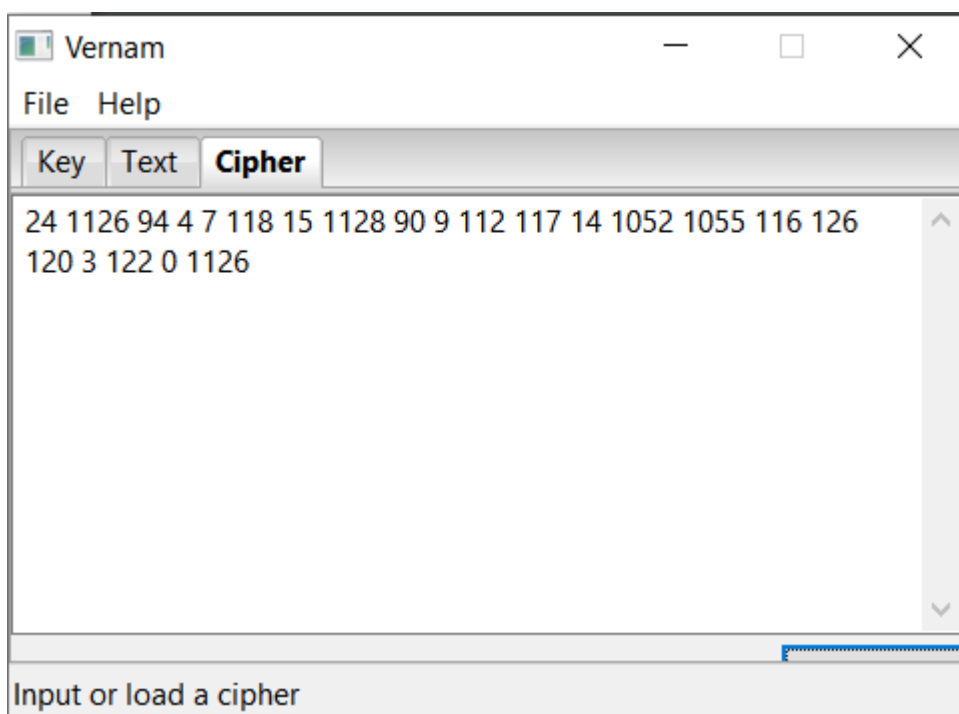 Vernam
File Help
Key Text Cipher
24 1126 94 4 7 118 15 1128 90 9 112 117 14 1052 1055 116 126
120 3 122 0 1126
Input or load a cipher